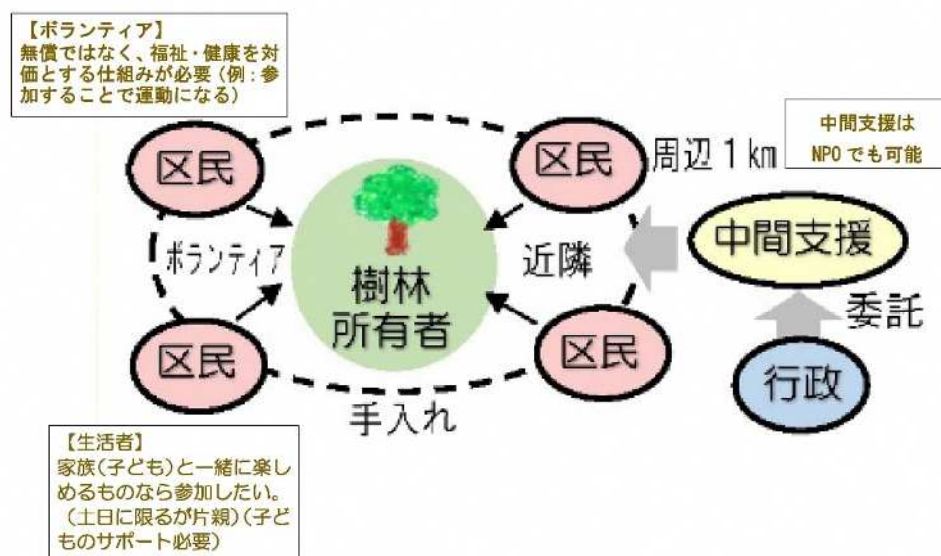 【ボランティア】
無償ではなく、福祉・健康を対
価とする仕組みが必要（例：参
加することで運動になる）
中間支援は
NPOでも可能
区民
区民
周辺1km
中間支援
ボランティア
近隣
樹林
所有者
委託
区民
区民
行政
手入れ
【生活者】
家族(子ども)と一緒に楽し
めるものなら参加したい。
（土日に限るが片親）(子ど
ものサポート必要）